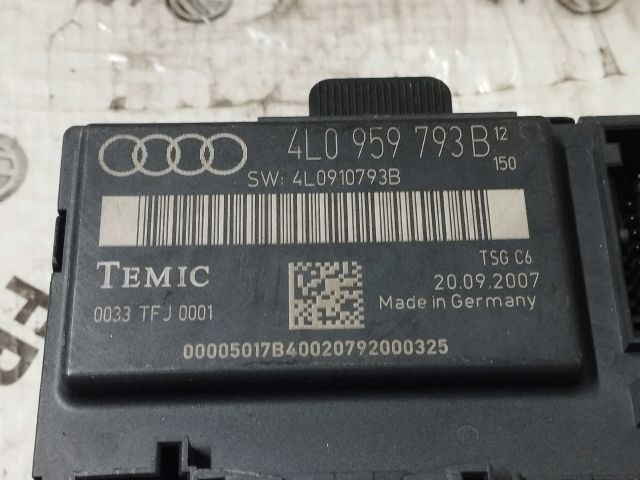 4L0 959 793 B 12
150
SW: 4L0910793B
TEMIC
TSG C6
20.09.2007
0033 TFJ 0001
Made in Germany
00005017B40020792000325